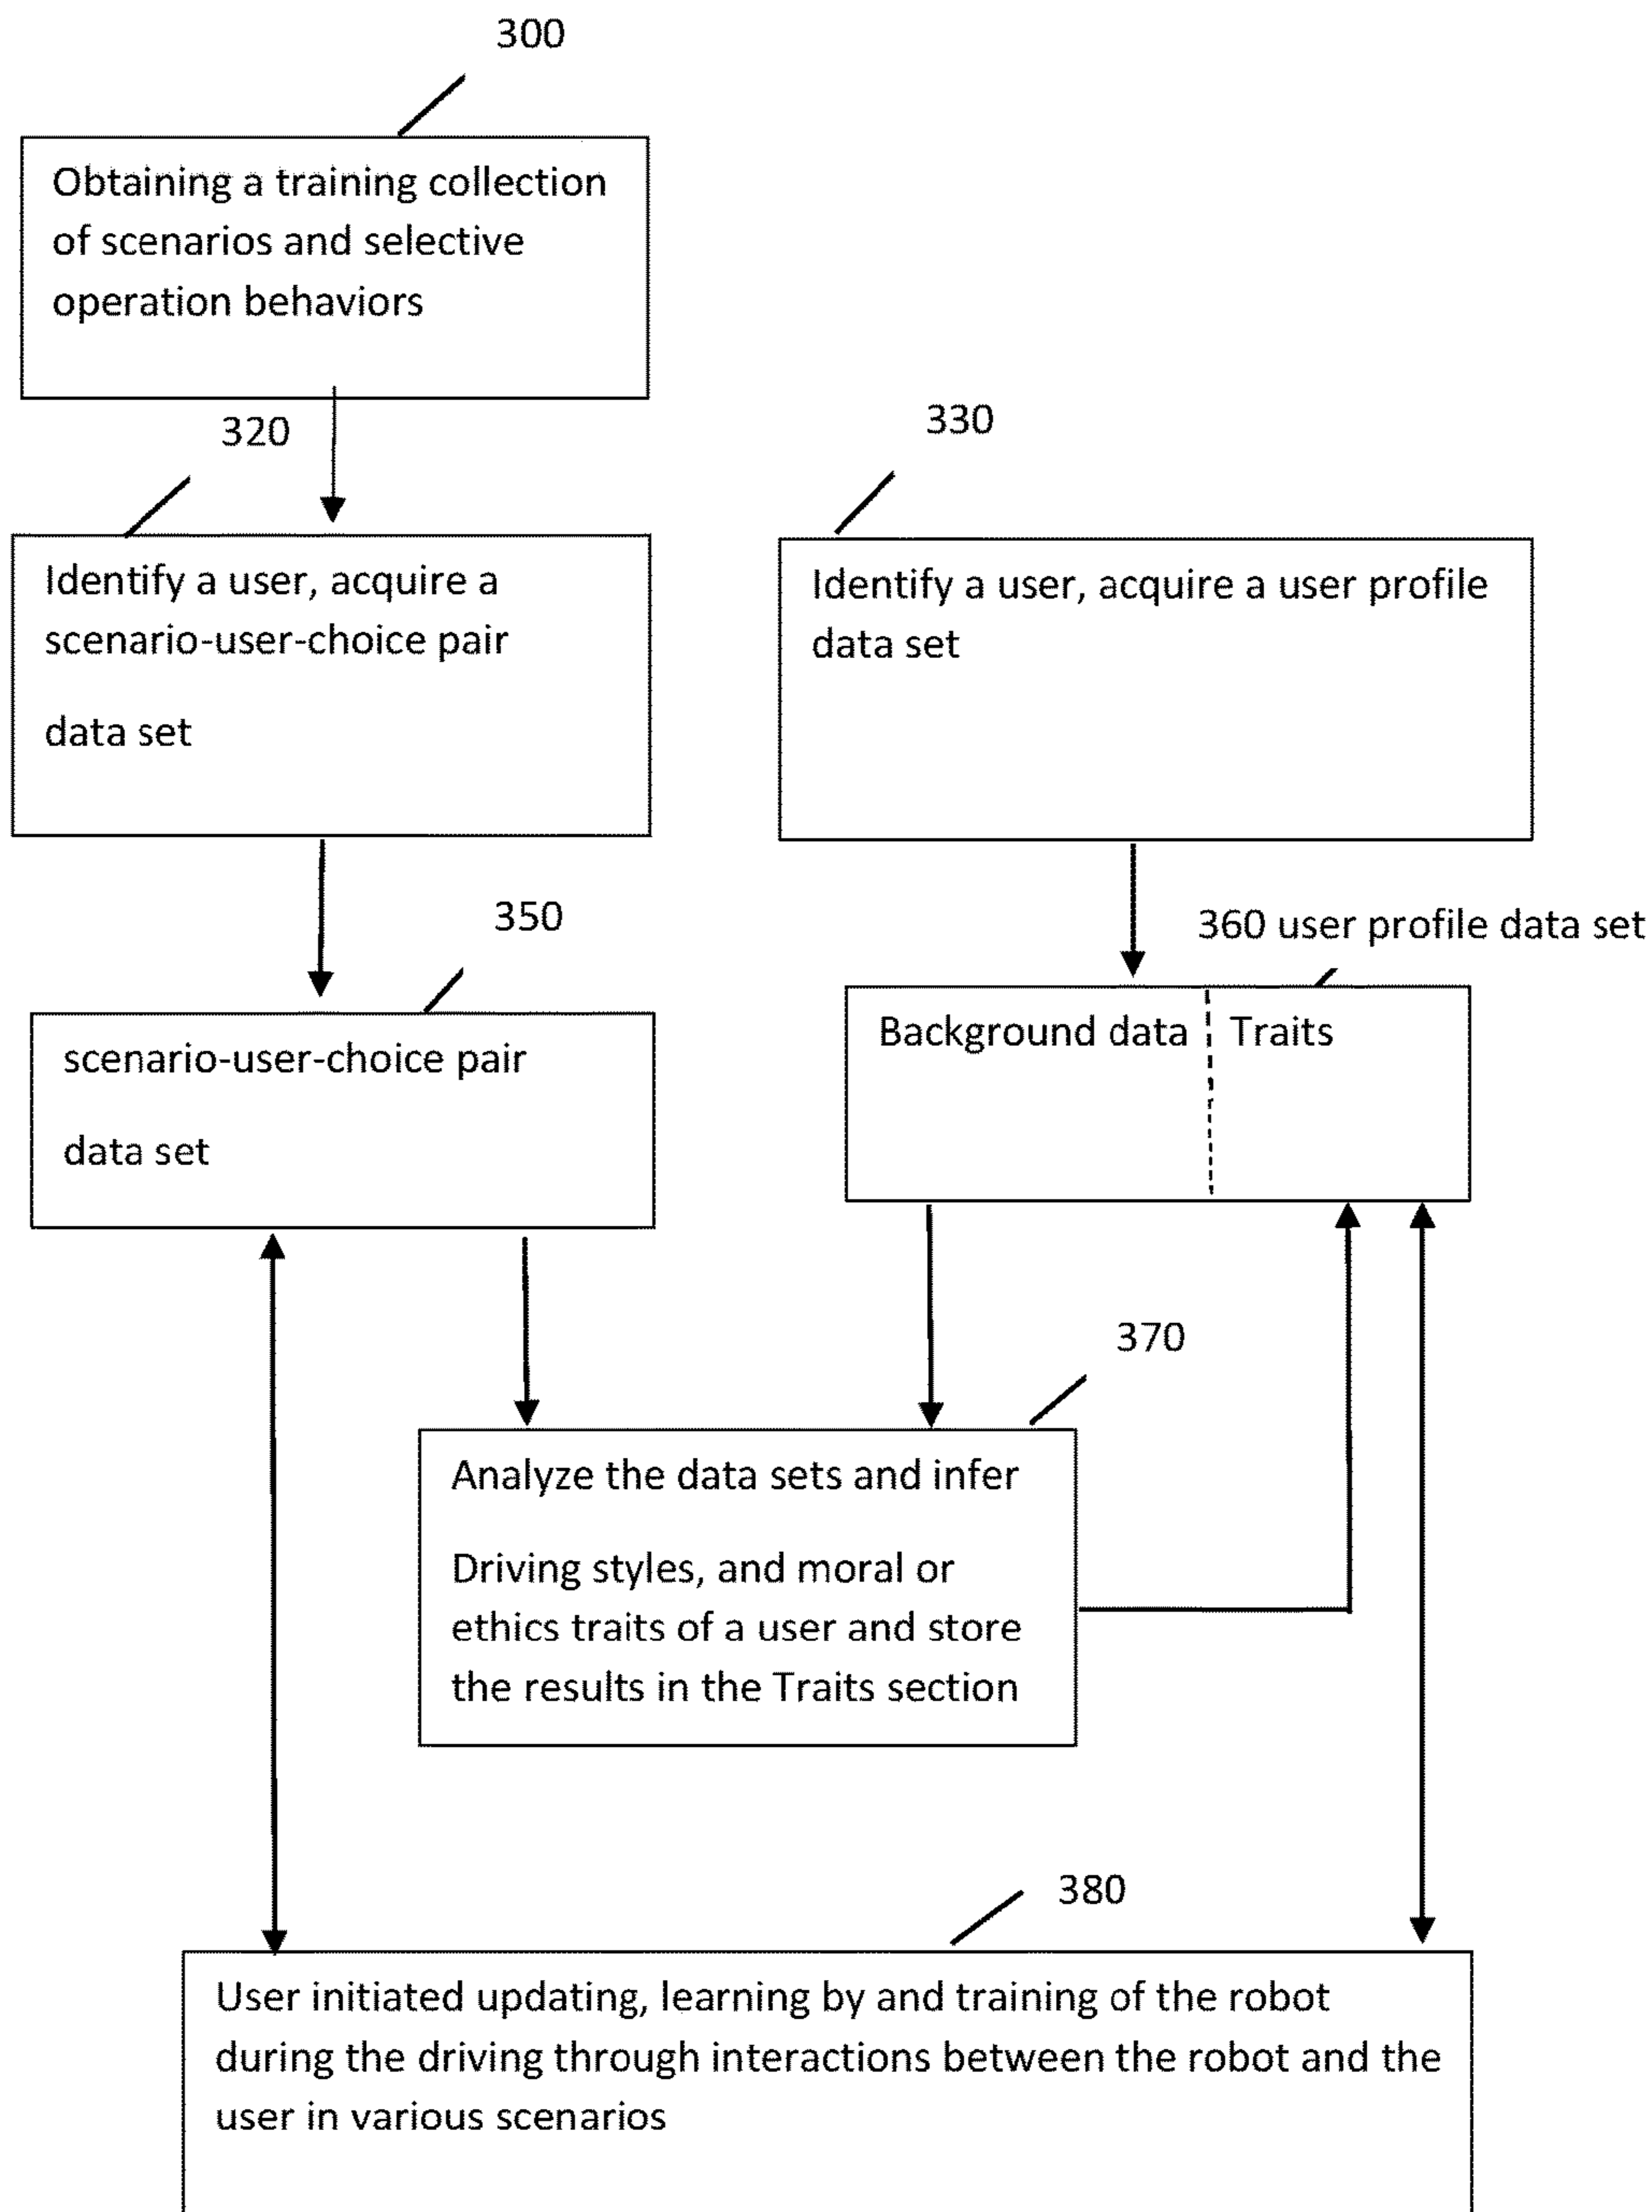 300
Obtaining a training collection
of scenarios and selective
operation behaviors
320
330
Identify a user, acquire a
scenario-user-choice pair
data set
Identify a user, acquire a user profile
data set
350
360 user profile data set
scenario-user-choice pair
data set
Background data
Traits
370
Analyze the data sets and infer
Driving styles, and moral or
ethics traits of a user and store
the results in the Traits section
380
User initiated updating, learning by and training of the robot
during the driving through interactions between the robot and the
user in various scenarios